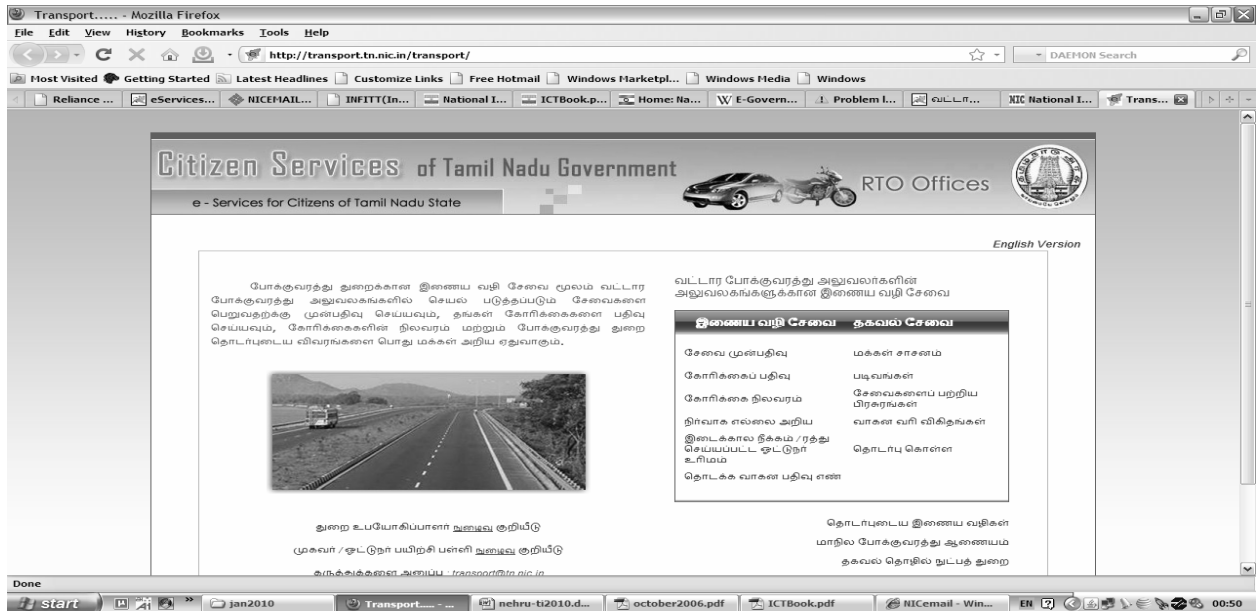 Transport..... - Mozilla Firefox
File Edit View History Bookmarks Tools Help
http://transport.tn.nic.in/transport/
DAEMON Search
Most Visited Getting Started Latest Headlines Customize Links Free Hotmail Windows Marketpl... Windows Media Windows
Reliance ... eServices... NICEMAIL... INFITT(In... National I... ICTBook.p... Home: Na... E-Govern... Problem l... வட்டா... National I... Trans...
Citizen Services of Tamil Nadu Government
RTO Offices
e - Services for Citizens of Tamil Nadu State
English Version
போக்குவரத்து துறைக்கான இணைய வழி சேவை மூலம் வட்டார
போக்குவரத்து அலுவலகங்களில் செயல் படுத்தப்படும் சேவைகளை
பெறுவதற்க்கு முன்பதிவு செய்யவும், தங்கள் கோரிக்கைகளை பதிவு
செய்யவும், கோரிக்கைகளின் நிலவரம் மற்றும் போக்குவரத்து துறை
தொடர்புடைய விவரங்களை பொது மக்கள் அறிய ஏதுவாகும்.
வட்டார போக்குவரத்து அலுவலர்களின்
அலுவலகங்களுக்கான இணைய வழி சேவை
இணைய வழி சேவை தகவல் சேவை
சேவை முன்பதிவு மக்கள் சாசனம்
கோரிக்கைப் பதிவு படிவங்கள்
கோரிக்கை நிலவரம் சேவைகளைப் பற்றிய
பிரசுரங்கள்
நிர்வாக எல்லை அறிய வாகன வரி விகிதங்கள்
இடைக்கால நீக்கம் /ரத்து
செய்யப்பட்ட ஓட்டுநர் தொடர்பு கொள்ள
உரிமம்
தொடக்க வாகன பதிவு எண்
துறை உபயோகிப்பாளர் நுழைவு குறியீடு
முகவர் /ஓட்டுநர் பயிற்சி பள்ளி நுழைவு குறியீடு
கருத்துக்களை அனுப்ப : transport@tn.nic.in
தொடர்புடைய இணைய வழிகள்
மாநில போக்குவரத்து ஆணையம்
தகவல் தொழில் நுட்பத் துறை
Done
start jan2010 Transport..... - ... nehru-ti2010.d... october2006.pdf ICTBook.pdf NICemail - Win... EN 00:50